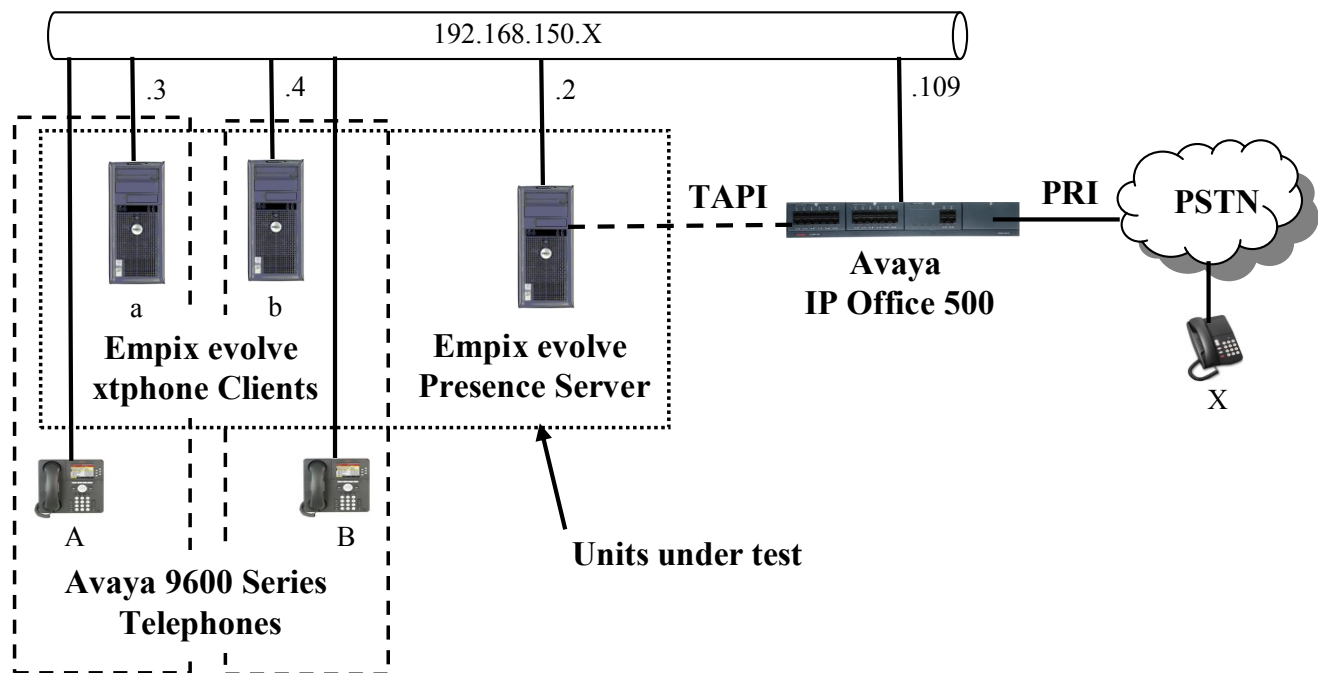 192.168.150.X
.3
.4
.2
.109
TAPI
PRI
PSTN
a
b
Avaya
IP Office 500
Empix evolve
xtphone Clients
Empix evolve
Presence Server
X
A
B
Units under test
Avaya 9600 Series
Telephones